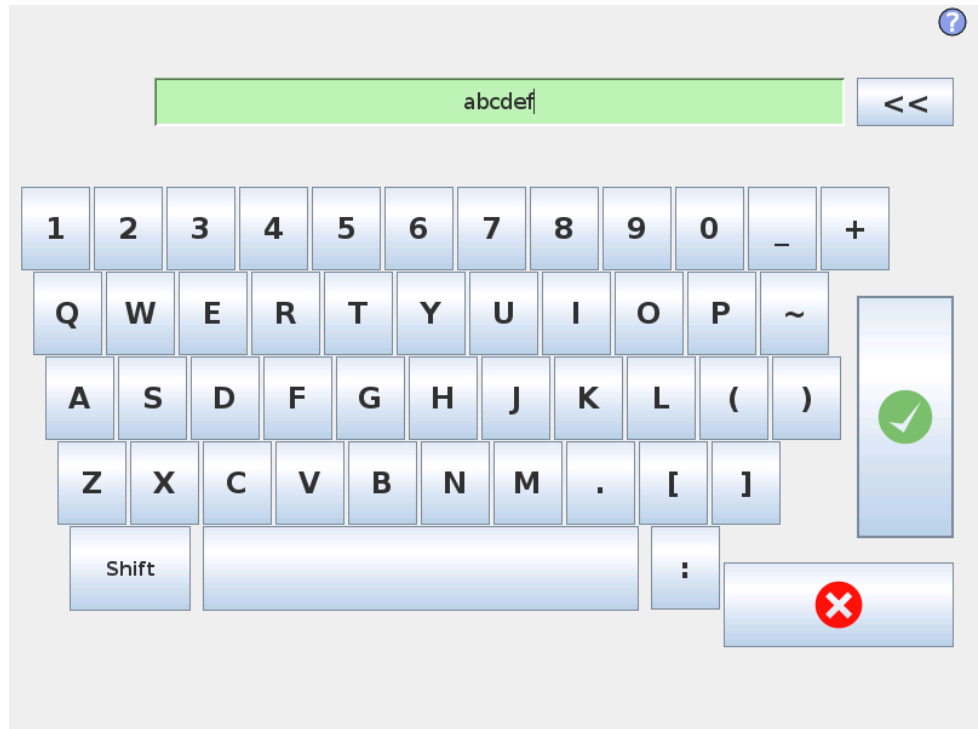 ?
abcdef <<
1 2 3 4 5 6 7 8 9 0 _ +
Q W E R T Y U I O P ~
A S D F G H J K L ( )
Z X C V B N M . [ ]
Shift :